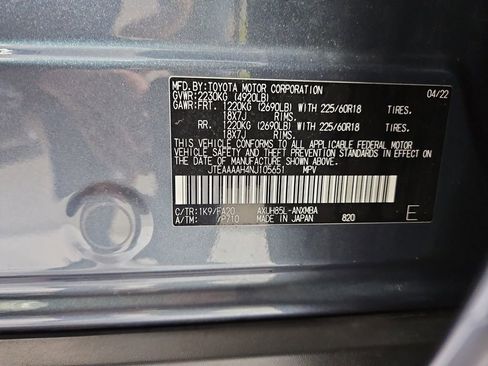 MFD. BY: TOYOTA MOTOR CORPORATION 04/22
GVWR: 2230KG (4920LB)
GAWR: FRT. 1220KG (2690LB) WITH 225/60R18 TIRES.
18X7J RIMS.
RR. 1220KG (2690LB) WITH 225/60R18 TIRES.
18X7J RIMS.
THIS VEHICLE CONFORMS TO ALL APPLICABLE FEDERAL MOTOR
VEHICLE SAFETY AND THEFT PREVENTION STANDARDS IN EFFECT
ON THE DATE OF MANUFACTURE SHOWN ABOVE.
JTEAAAAH4NJ105651 MPV
C/TR: 1K9/FA20 AXUH85L-ANXMBA
A/TM: /P710 MADE IN JAPAN 820 E